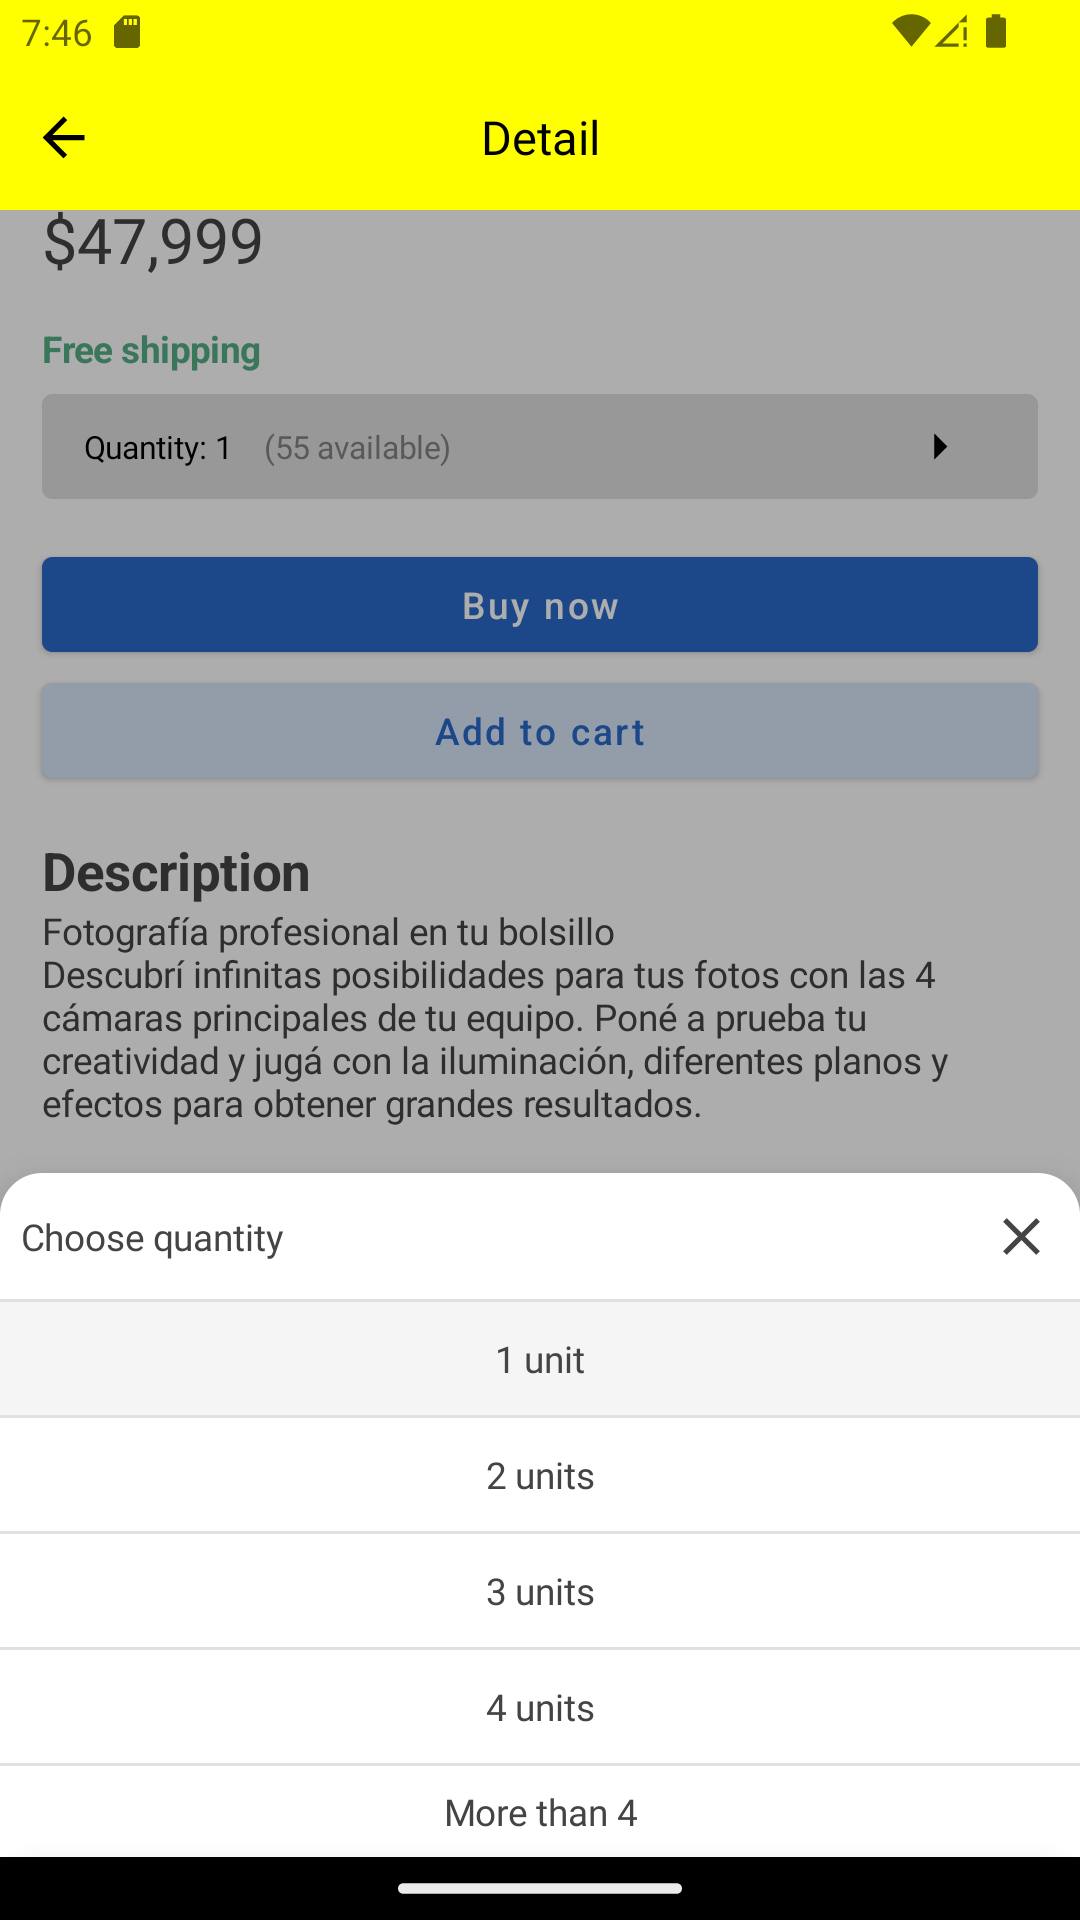 7:46
Detail
$47,999
Free shipping
Quantity: 1 (55 available)
Buy now
Add to cart
Description
Fotografía profesional en tu bolsillo
Descubrí infinitas posibilidades para tus fotos con las 4
cámaras principales de tu equipo. Poné a prueba tu
creatividad y jugá con la iluminación, diferentes planos y
efectos para obtener grandes resultados.
Choose quantity
1 unit
2 units
3 units
4 units
More than 4